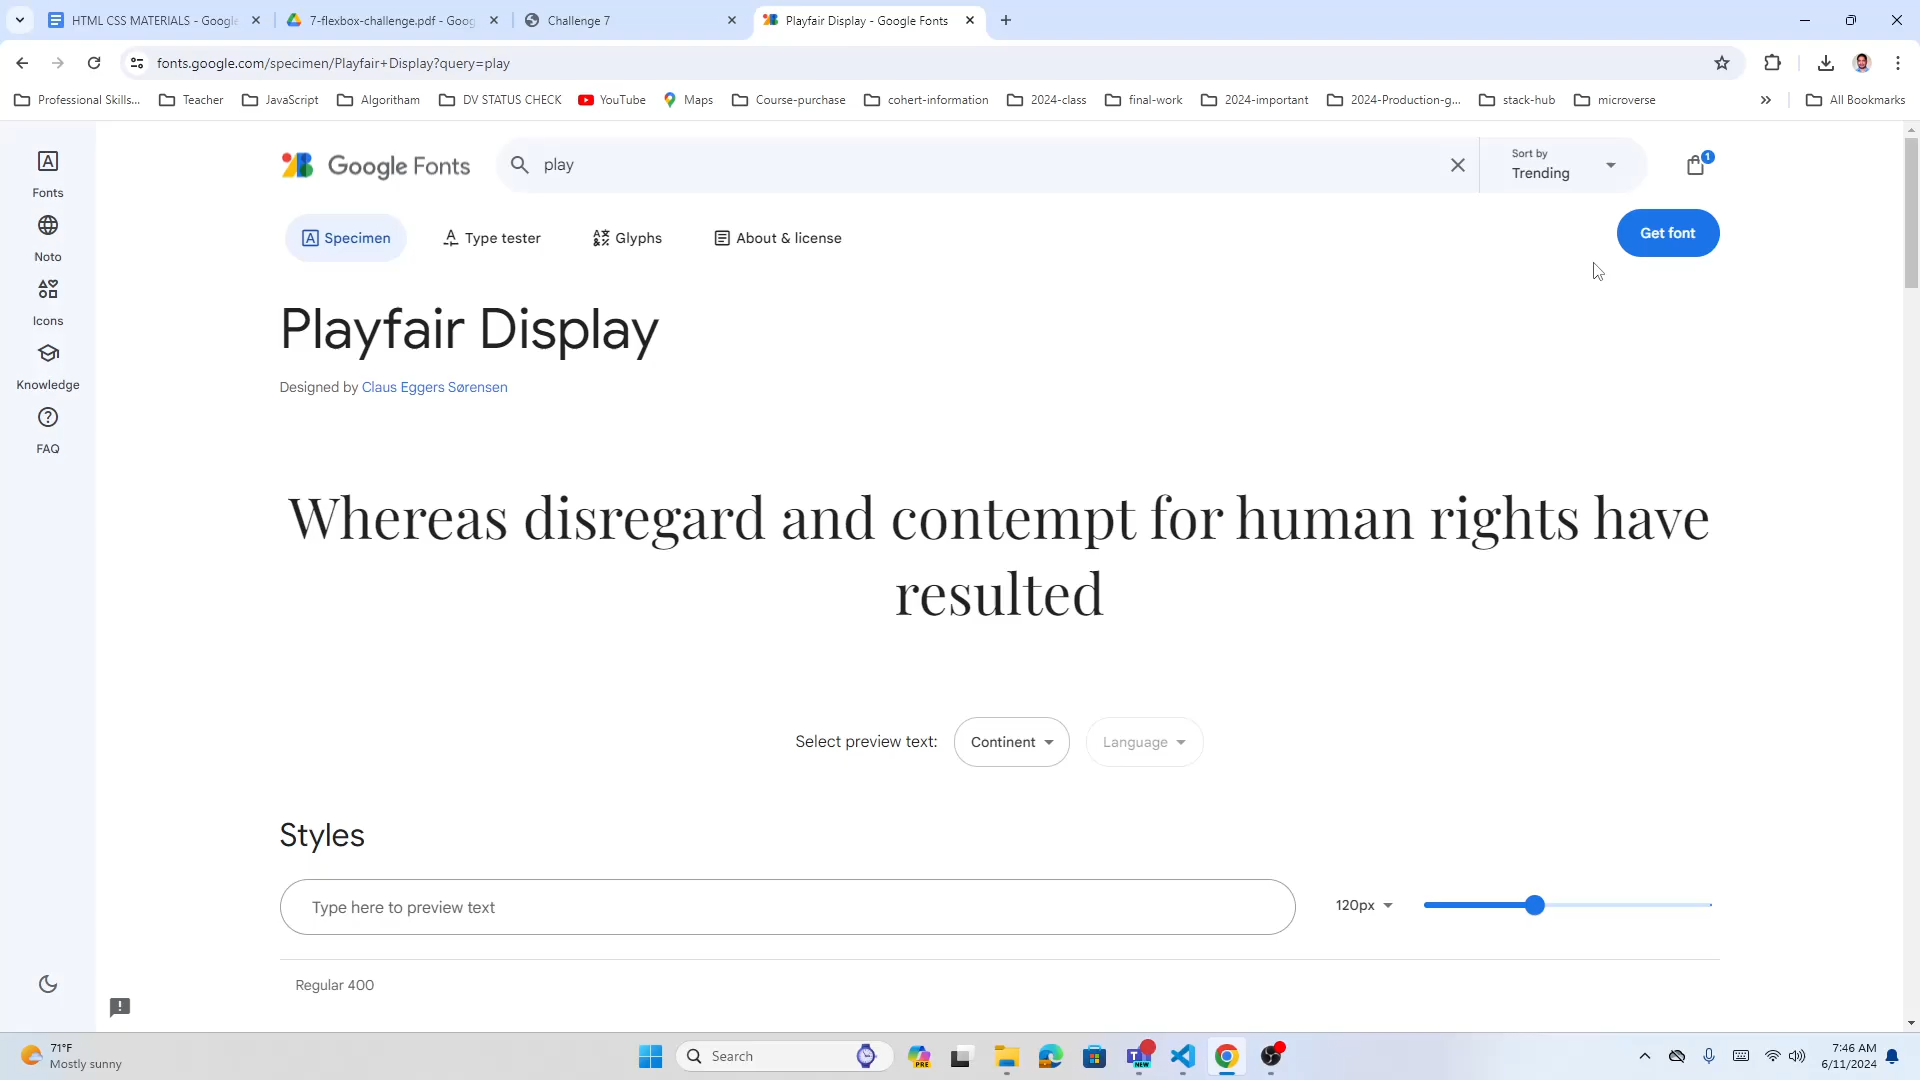 HTML CSS MATERIALS - Google
7-flexbox-challenge.pdf - Goog
Challenge 7
Playfair Display - Google Fonts
fonts.google.com/specimen/Playfair+Display?query=play
Professional Skills...
Teacher
JavaScript
Algoritham
DV STATUS CHECK
YouTube
Maps
Course-purchase
cohert-information
2024-class
final-work
2024-important
2024-Production-g...
stack-hub
microverse
All Bookmarks
Google Fonts
play
Sort by
Trending
1
Fonts
Noto
Icons
Knowledge
FAQ
Specimen
Type tester
Glyphs
About & license
Get font
Playfair Display
Designed by Claus Eggers Sørensen
Whereas disregard and contempt for human rights have
resulted
Select preview text:
Continent
Language
Styles
Type here to preview text
120px
Regular 400
71°F
Mostly sunny
Search
PRE
NEW
7:46 AM
6/11/2024